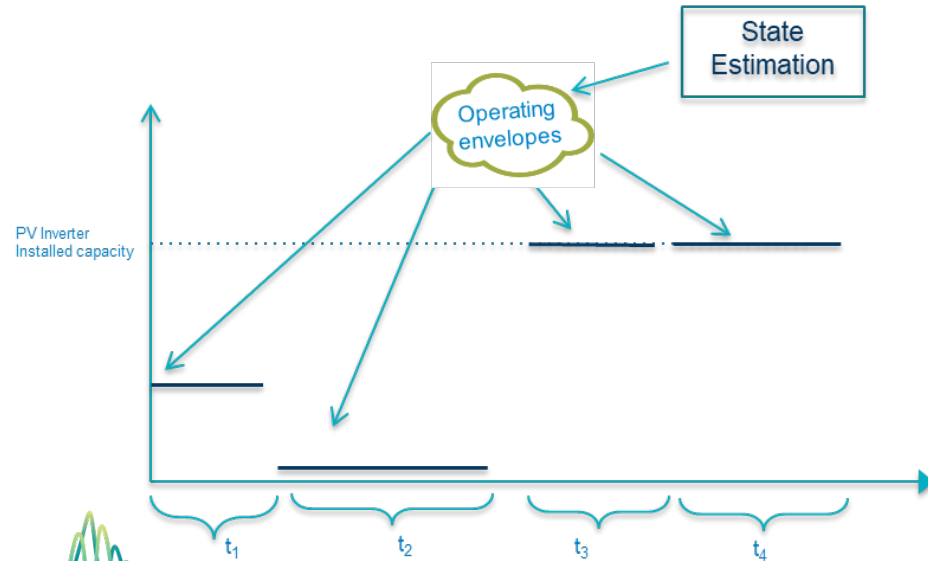 State
Estimation
Operating
envelopes
PV Inverter
Installed capacity
t1
t2
t3
t4